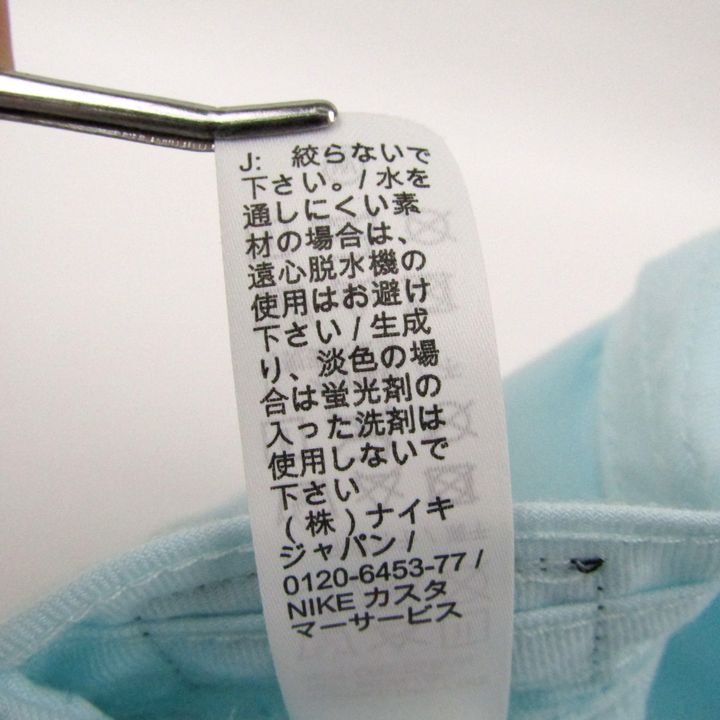 J: 絞らないで
下さい。/ 水を
通しにくい素
材の場合は、
遠心脱水機の
使用はお避け
下さい / 生成
り、淡色の場
合は蛍光剤の
入った洗剤は
使用しないで
下さい
(株)ナイキ
ジャパン /
0120-6453-77 /
NIKE カスタ
マーサービス